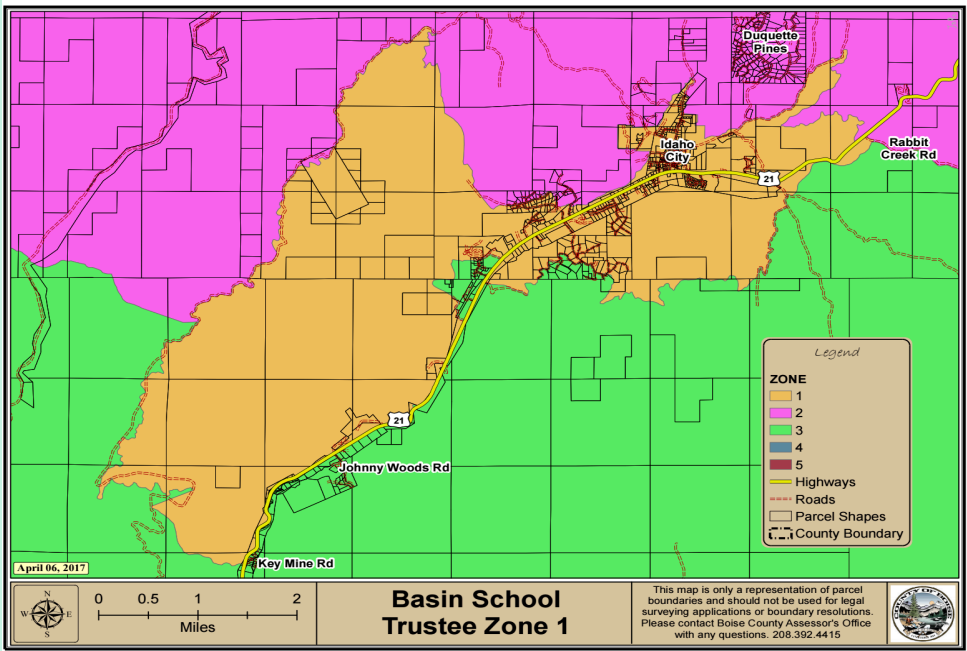 Duquette
Pines
Idaho
City
Rabbit
Creek Rd
21
21
Johnny Woods Rd
Key Mine Rd
Legend
ZONE
1
2
3
4
5
Highways
Roads
Parcel Shapes
County Boundary
April 06, 2017
N
W
E
S
0 0.5 1 2
Miles
Basin School
Trustee Zone 1
This map is only a representation of parcel
boundaries and should not be used for legal
surveying applications or boundary resolutions.
Please contact Boise County Assessor's Office
with any questions. 208.392.4415
COUNTY OF BOISE